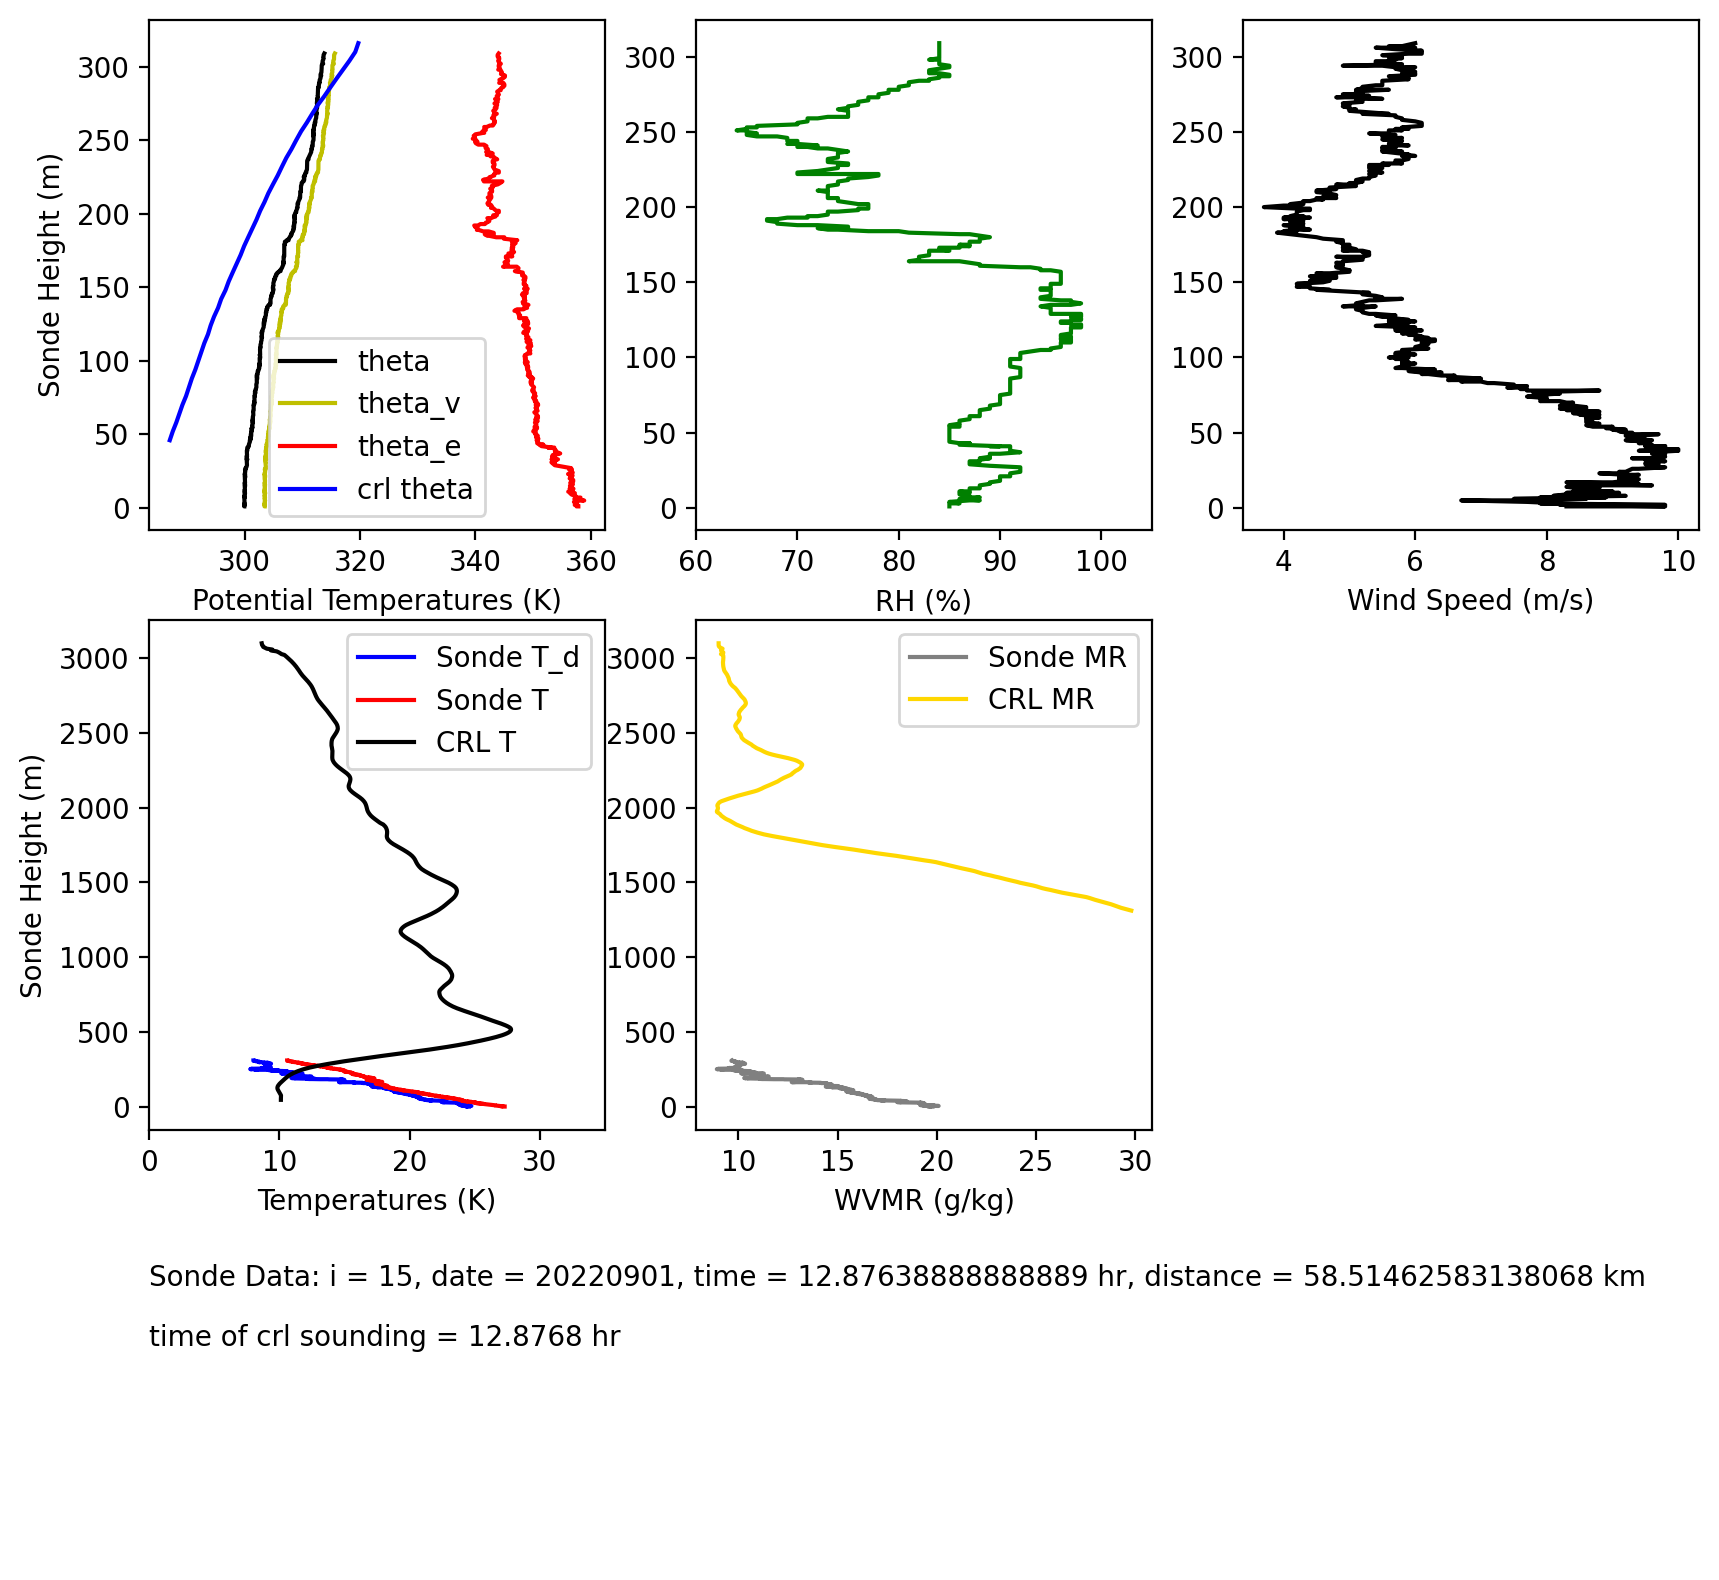 300
250
200
150
100
50
0
Sonde Height (m)
theta
theta_v
theta_e
crl theta
300 320 340 360
Potential Temperatures (K)
300
250
200
150
100
50
0
60 70 80 90 100
RH (%)
300
250
200
150
100
50
0
4 6 8 10
Wind Speed (m/s)
3000
2500
2000
1500
1000
500
0
Sonde Height (m)
Sonde T_d
Sonde T
CRL T
0 10 20 30
Temperatures (K)
3000
2500
2000
1500
1000
500
0
Sonde MR
CRL MR
10 15 20 25 30
WVMR (g/kg)
Sonde Data: i = 15, date = 20220901, time = 12.87638888888889 hr, distance = 58.51462583138068 km
time of crl sounding = 12.8768 hr